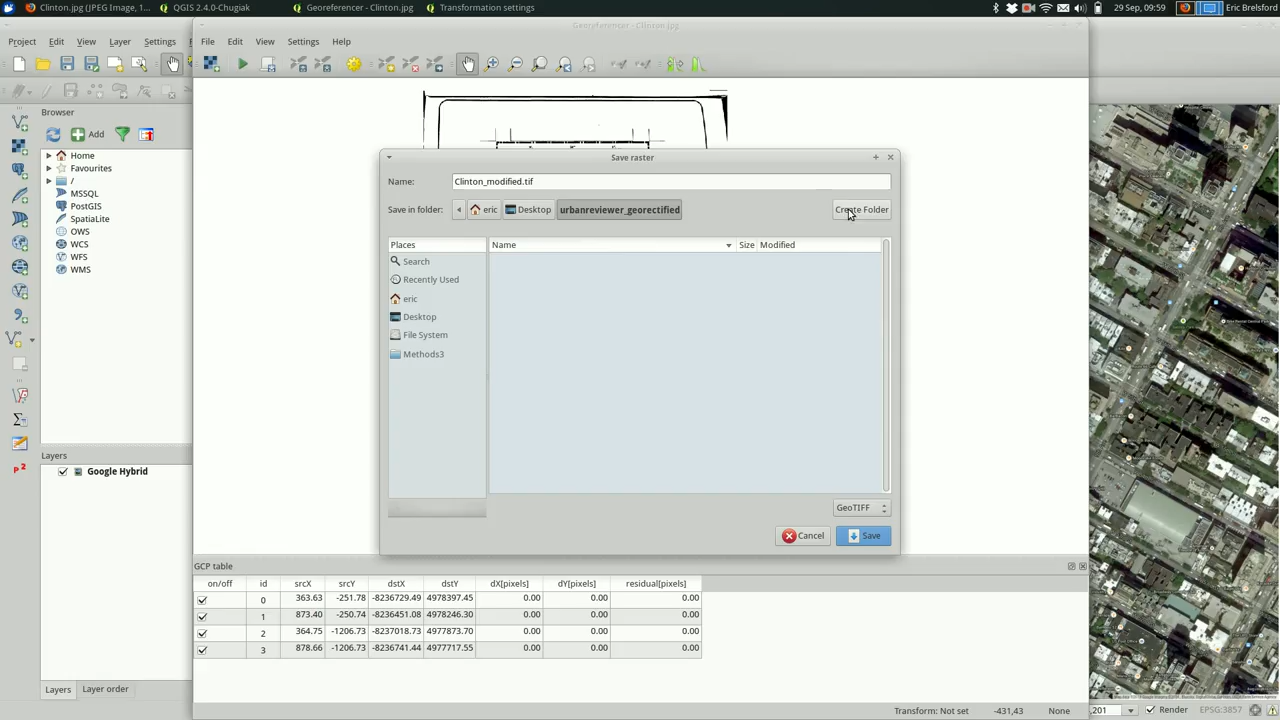 Clinton.jpg (JPEG Image, 1... QGIS 2.4.0-Chugiak Georeferencer - Clinton.jpg Transformation settings 29 Sep, 09:59 Eric Brelsford
Georeferencer - Clinton.jpg
Project Edit View Layer Settings
File Edit View Settings Help
Browser
Add
Home
Favourites
/
MSSQL
PostGIS
SpatiaLite
OWS
WCS
WFS
WMS
Save raster
Name: Clinton_modified.tif
Save in folder: eric Desktop urbanreviewer_georectified Create Folder
Places Name Size Modified
Search
Recently Used
eric
Desktop
File System
Methods3
GeoTIFF
Cancel Save
Layers
Google Hybrid
Layers Layer order
GCP table
on/off id srcX srcY dstX dstY dX[pixels] dY[pixels] residual[pixels]
0 363.63 -251.78 -8236729.49 4978397.45 0.00 0.00 0.00
1 873.40 -250.74 -8236451.08 4978246.30 0.00 0.00 0.00
2 364.75 -1206.73 -8237018.73 4977873.70 0.00 0.00 0.00
3 878.66 -1206.73 -8236741.44 4977717.55 0.00 0.00 0.00
Transform: Not set -431,43 None
,201 Render EPSG:3857